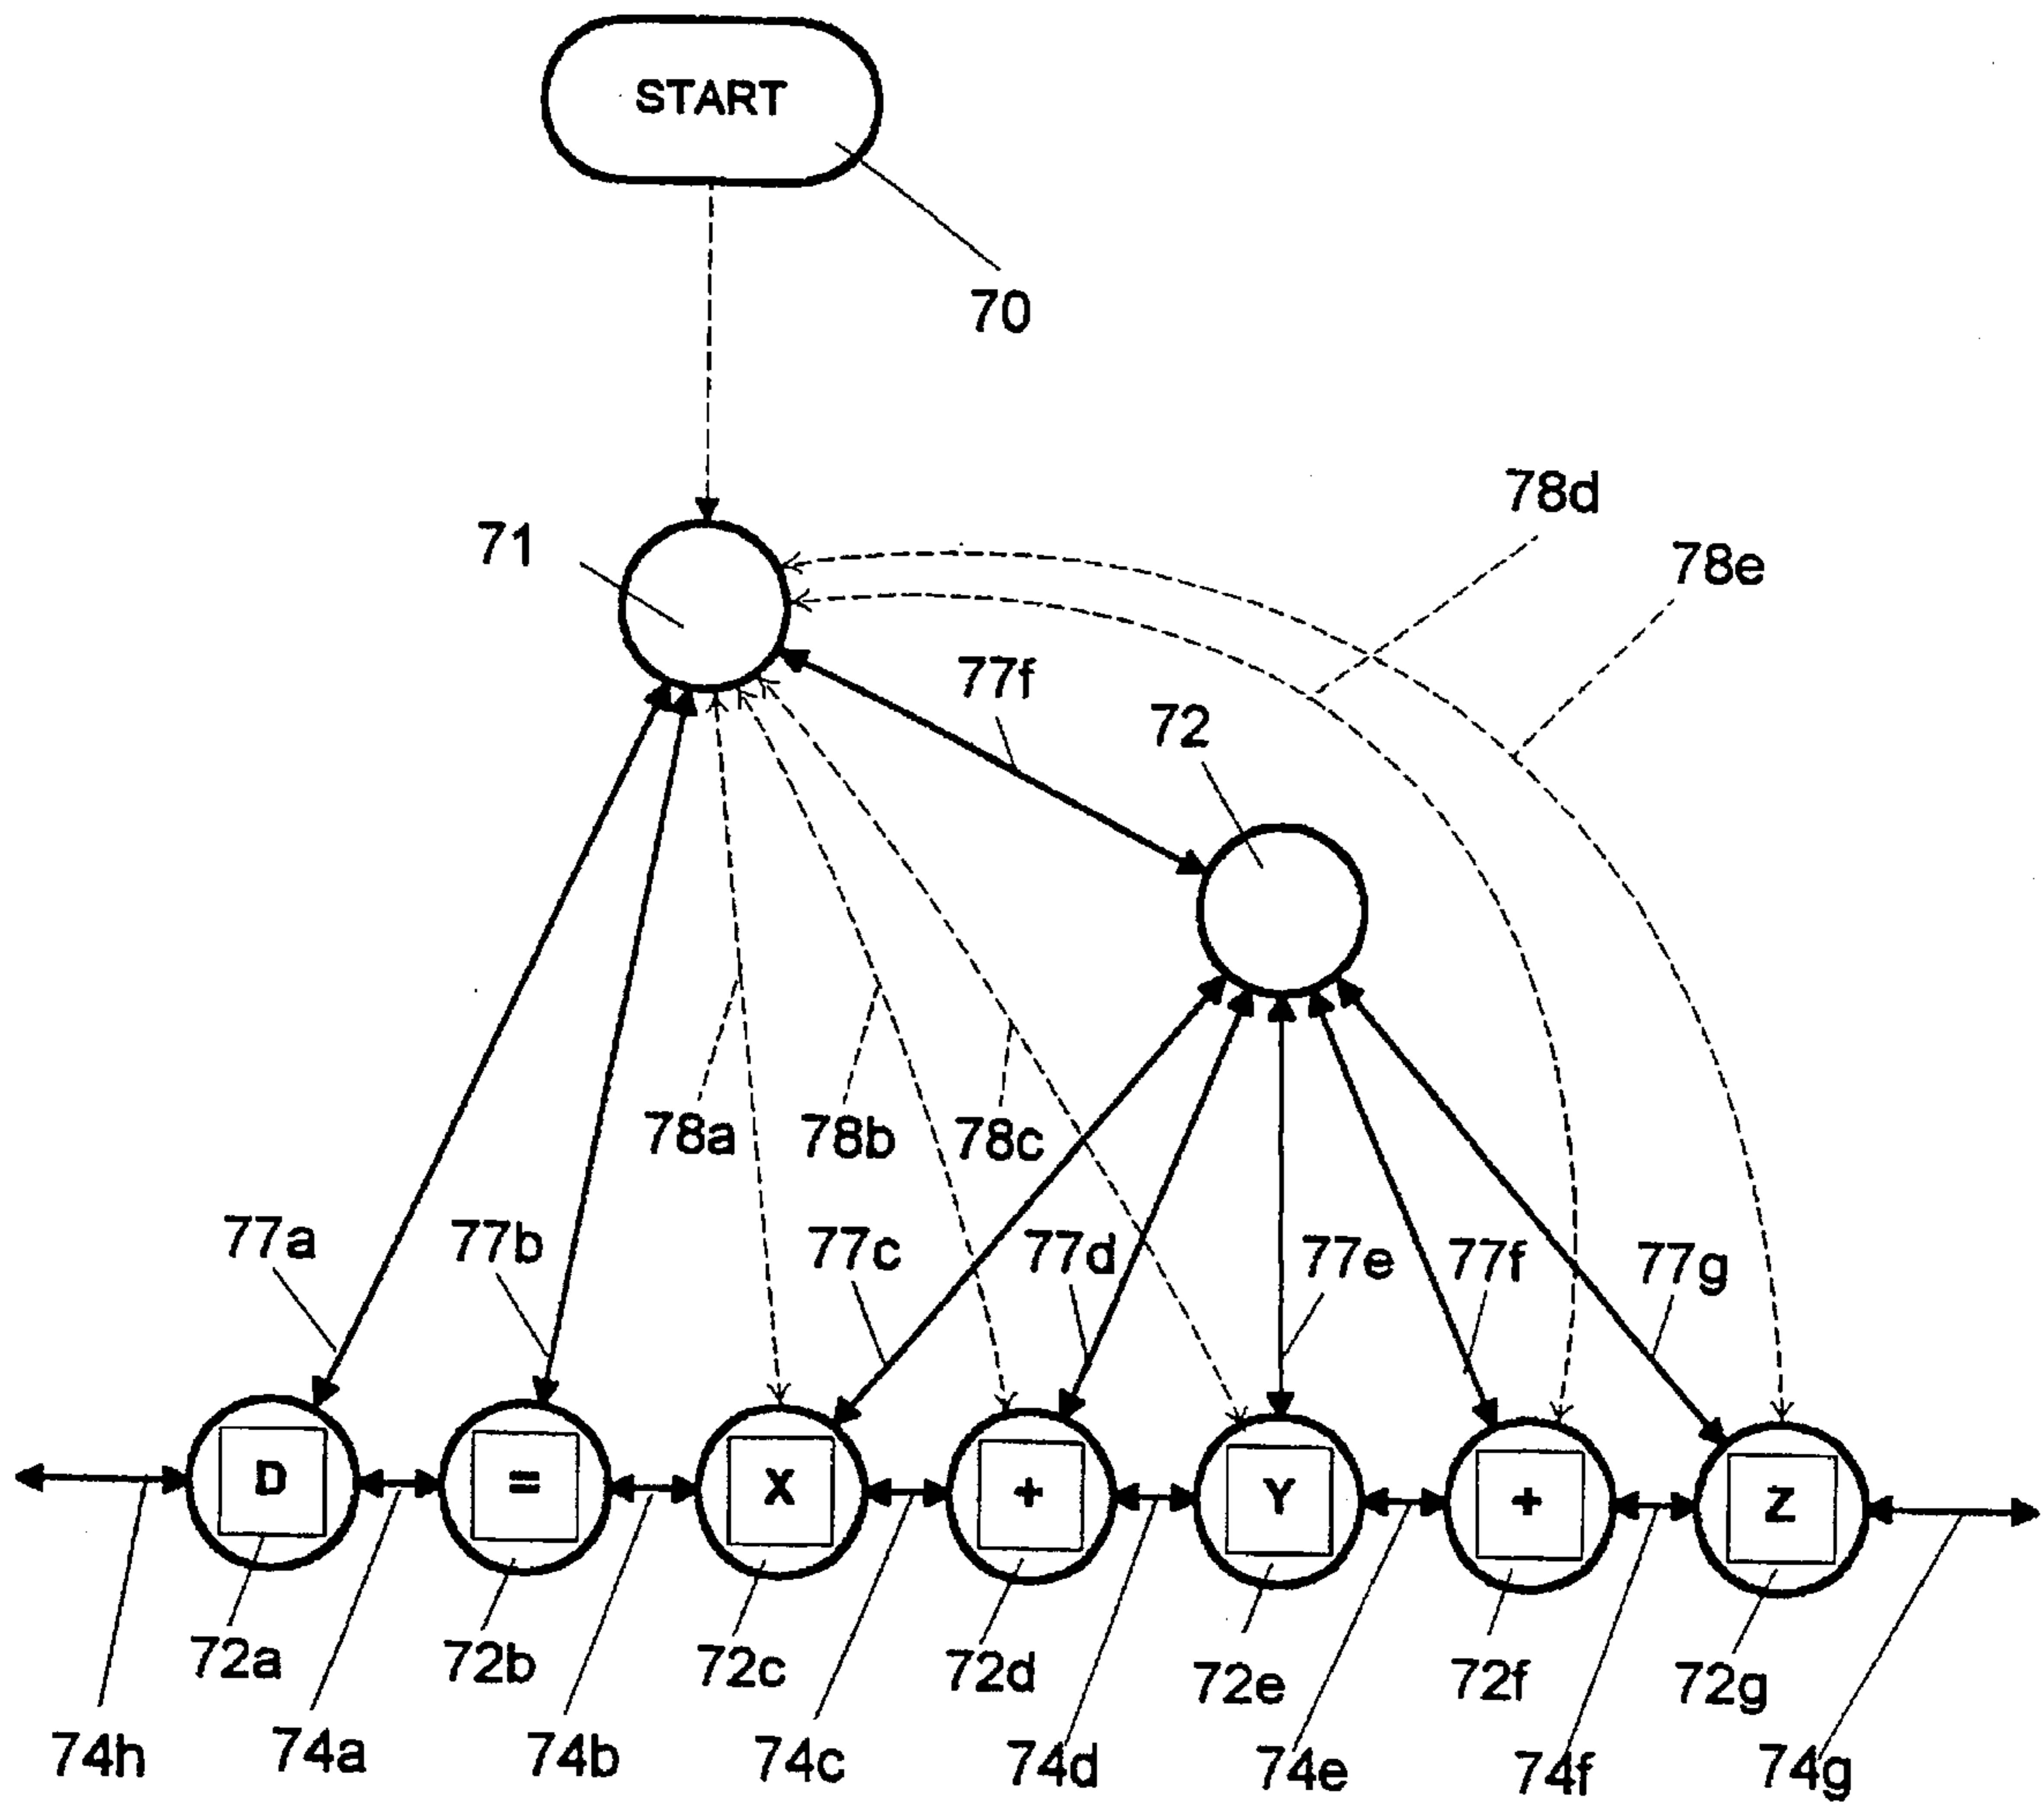 START
70
78d
71
78e
77f
72
78a 78b 78c
77a 77b 77c 77d 77e 77f 77g
D = X + Y + Z
72a 72b 72c 72d 72e 72f 72g
74h 74a 74b 74c 74d 74e 74f 74g